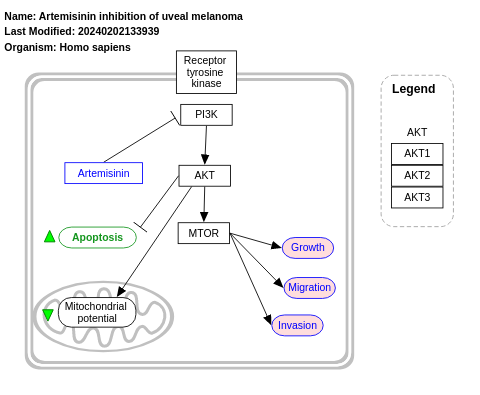 Name: Artemisinin inhibition of uveal melanoma
Last Modified: 20240202133939
Organism: Homo sapiens
Receptor
tyrosine
kinase
PI3K
Artemisinin
AKT
Apoptosis
MTOR
Growth
Migration
Invasion
Mitochondrial
potential
Legend
AKT
AKT1
AKT2
AKT3